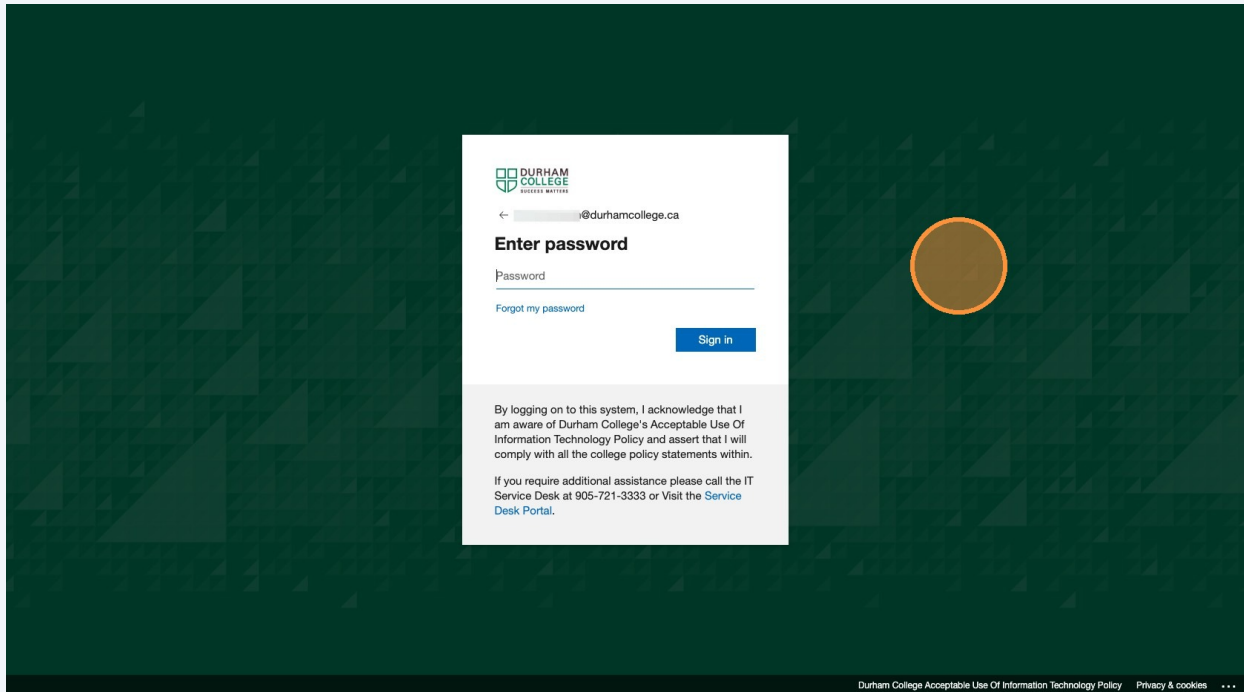 DURHAM
COLLEGE
SUCCESS MATTERS
@durhamcollege.ca
Enter password
Password
Forgot my password
Sign in
By logging on to this system, I acknowledge that I
am aware of Durham College's Acceptable Use Of
Information Technology Policy and assert that I will
comply with all the college policy statements within.
If you require additional assistance please call the IT
Service Desk at 905-721-3333 or Visit the Service
Desk Portal.
Durham College Acceptable Use Of Information Technology Policy Privacy & cookies ...